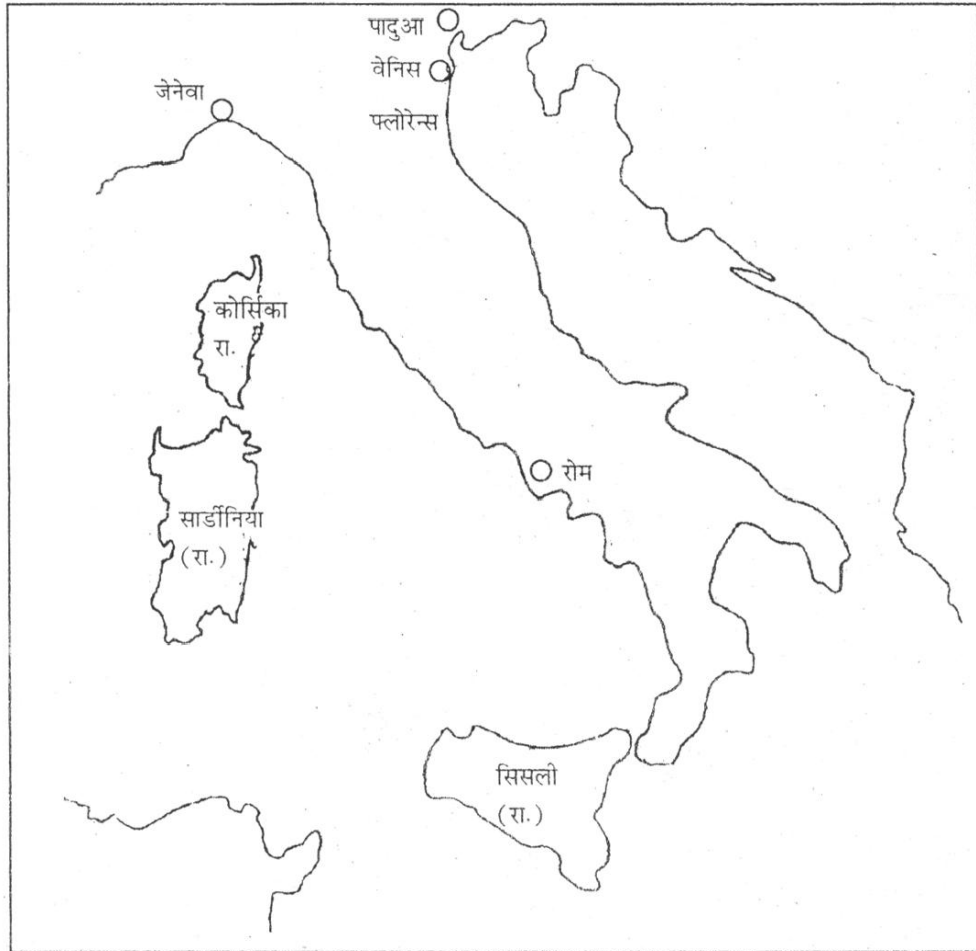 पादुआ
वेनिस
जेनेवा
फ्लोरेन्स
कोर्सिका
रा.
रोम
सार्डीनिया
(रा.)
सिसली
(रा.)